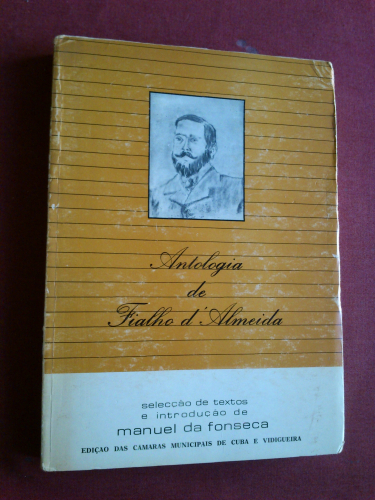 Antologia
de
Fialho d'Almeida
selecção de textos
e introdução de
manuel da fonseca
EDIÇÃO DAS CAMARAS MUNICIPAIS DE CUBA E VIDIGUEIRA